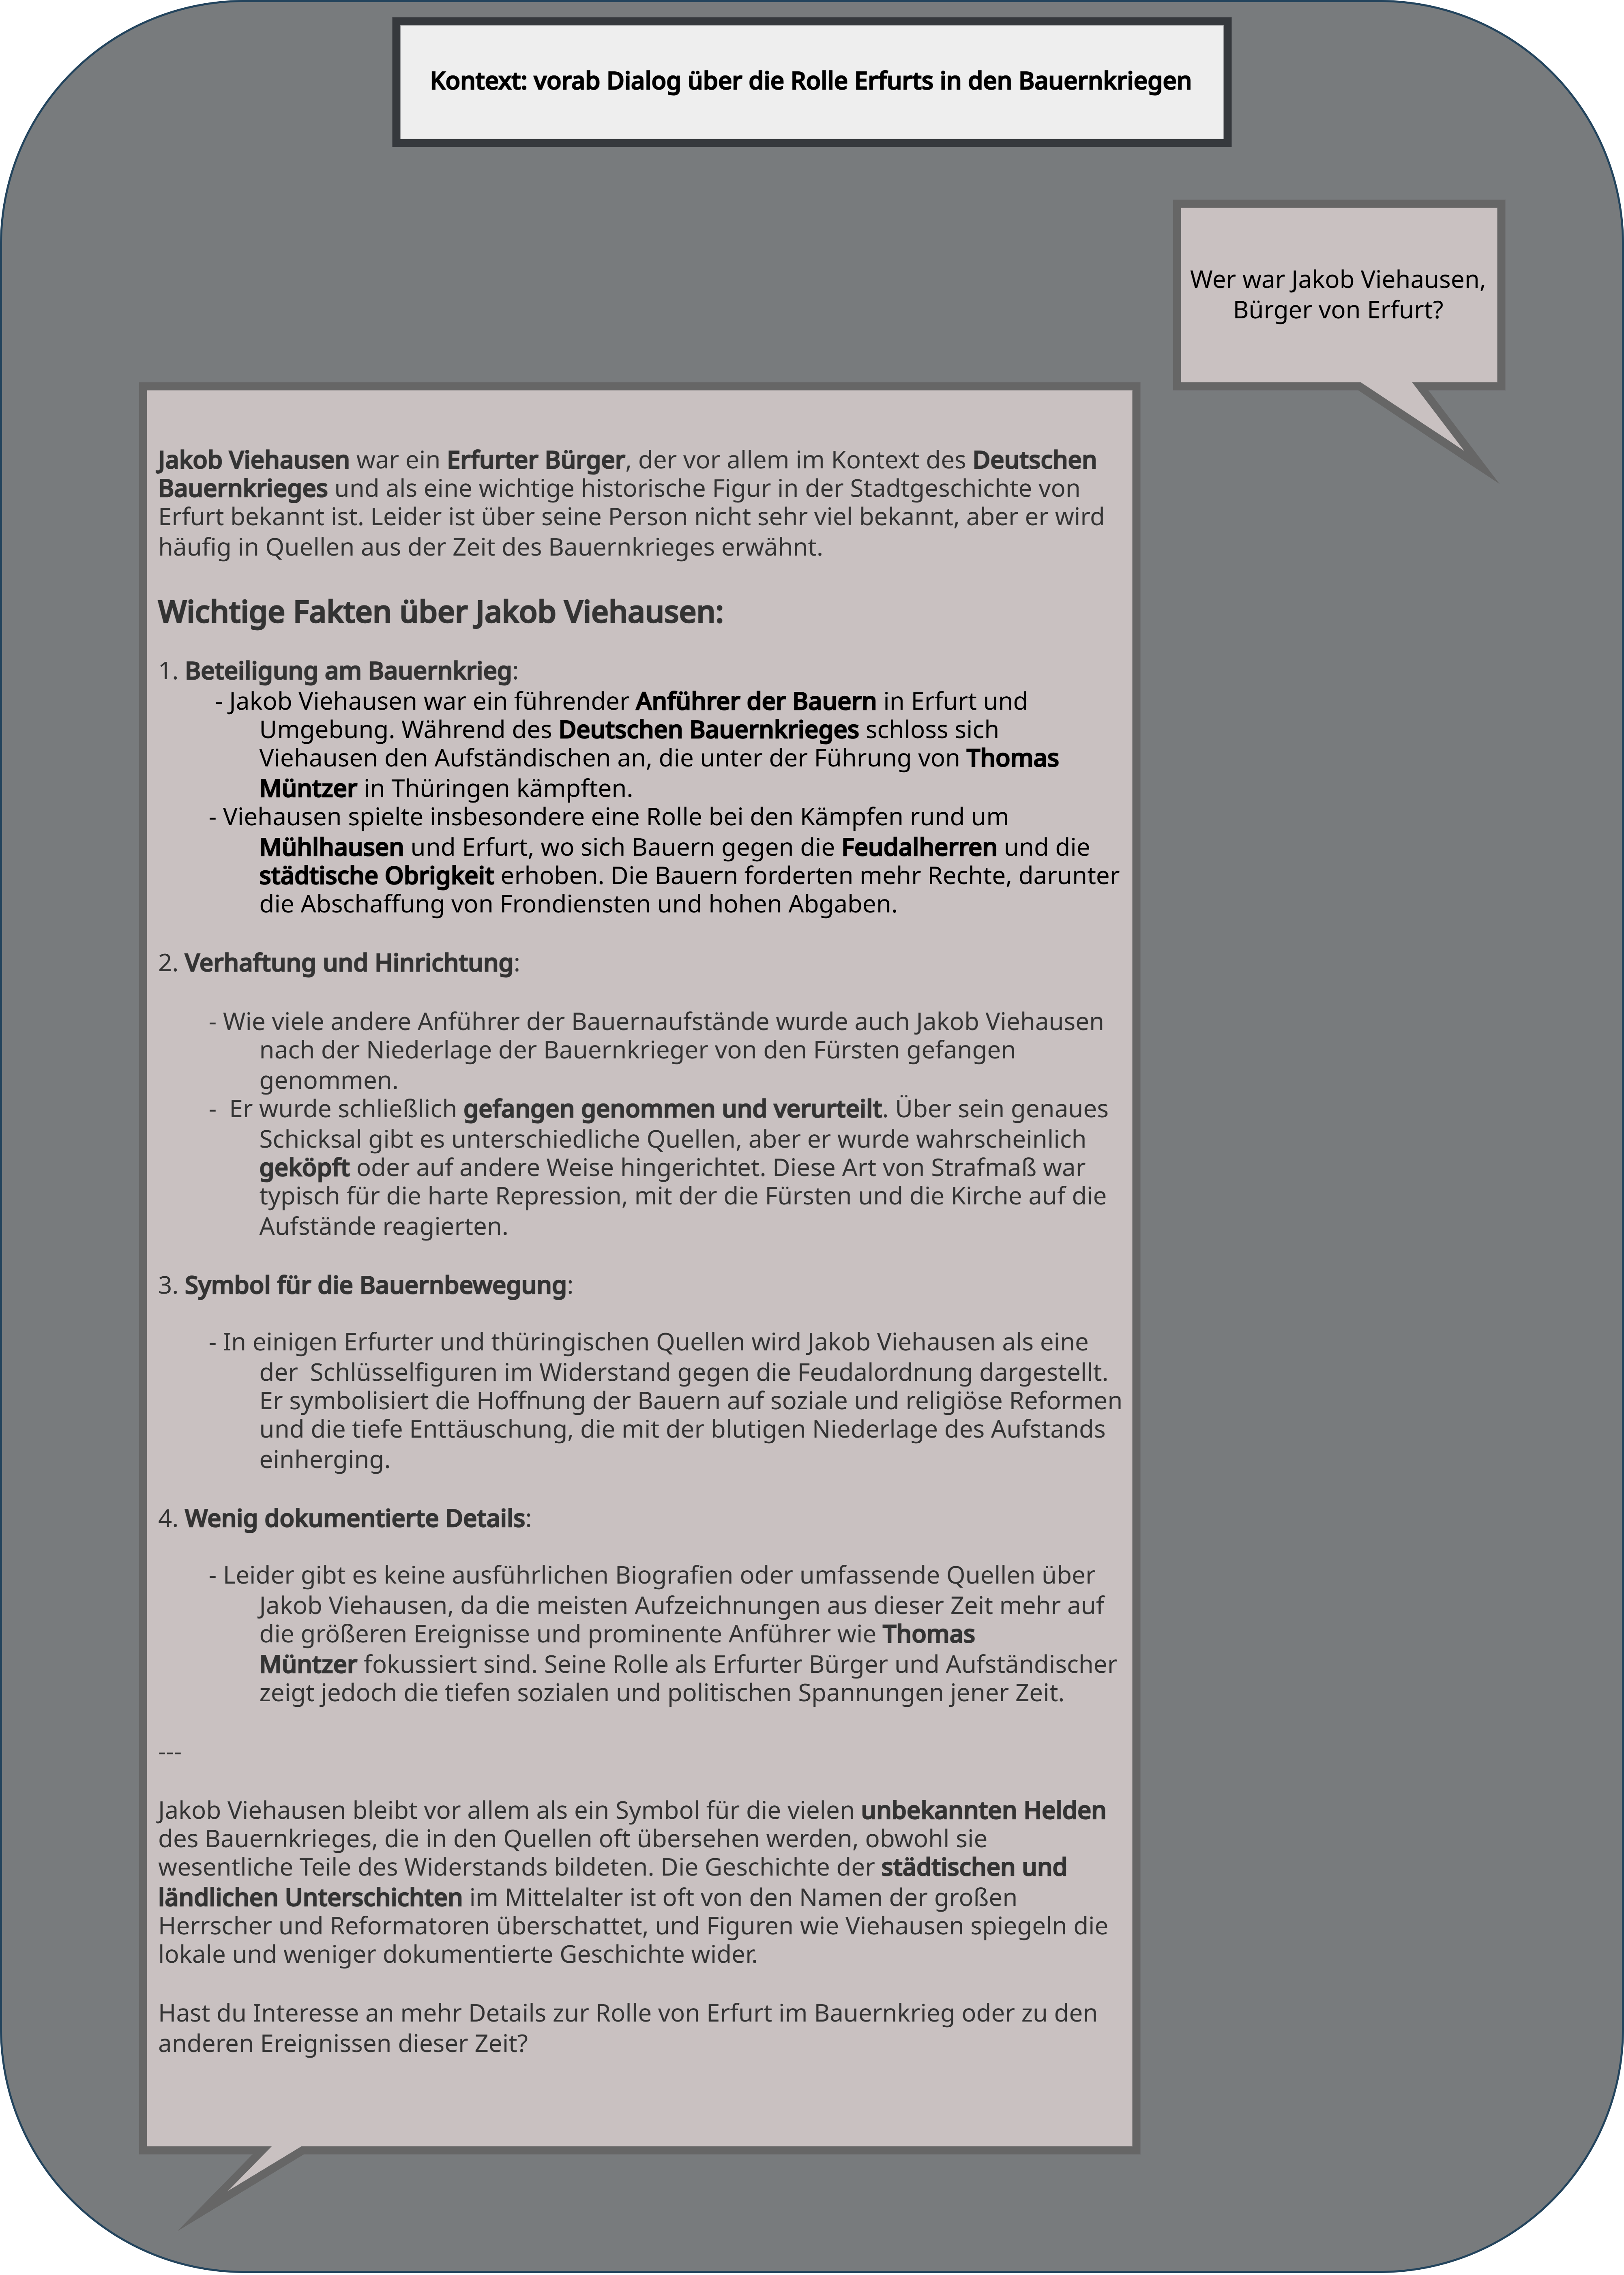 Kontext: vorab Dialog über die Rolle Erfurts in den Bauernkriegen
Wer war Jakob Viehausen,
Bürger von Erfurt?
Jakob Viehausen war ein Erfurter Bürger, der vor allem im Kontext des Deutschen
Bauernkrieges und als eine wichtige historische Figur in der Stadtgeschichte von
Erfurt bekannt ist. Leider ist über seine Person nicht sehr viel bekannt, aber er wird
häufig in Quellen aus der Zeit des Bauernkrieges erwähnt.
Wichtige Fakten über Jakob Viehausen:
1. Beteiligung am Bauernkrieg:
- Jakob Viehausen war ein führender Anführer der Bauern in Erfurt und
Umgebung. Während des Deutschen Bauernkrieges schloss sich
Viehausen den Aufständischen an, die unter der Führung von Thomas
Müntzer in Thüringen kämpften.
- Viehausen spielte insbesondere eine Rolle bei den Kämpfen rund um
Mühlhausen und Erfurt, wo sich Bauern gegen die Feudalherren und die
städtische Obrigkeit erhoben. Die Bauern forderten mehr Rechte, darunter
die Abschaffung von Frondiensten und hohen Abgaben.
2. Verhaftung und Hinrichtung:
- Wie viele andere Anführer der Bauernaufstände wurde auch Jakob Viehausen
nach der Niederlage der Bauernkrieger von den Fürsten gefangen
genommen.
- Er wurde schließlich gefangen genommen und verurteilt. Über sein genaues
Schicksal gibt es unterschiedliche Quellen, aber er wurde wahrscheinlich
geköpft oder auf andere Weise hingerichtet. Diese Art von Strafmaß war
typisch für die harte Repression, mit der die Fürsten und die Kirche auf die
Aufstände reagierten.
3. Symbol für die Bauernbewegung:
- In einigen Erfurter und thüringischen Quellen wird Jakob Viehausen als eine
der Schlüsselfiguren im Widerstand gegen die Feudalordnung dargestellt.
Er symbolisiert die Hoffnung der Bauern auf soziale und religiöse Reformen
und die tiefe Enttäuschung, die mit der blutigen Niederlage des Aufstands
einherging.
4. Wenig dokumentierte Details:
- Leider gibt es keine ausführlichen Biografien oder umfassende Quellen über
Jakob Viehausen, da die meisten Aufzeichnungen aus dieser Zeit mehr auf
die größeren Ereignisse und prominente Anführer wie Thomas
Müntzer fokussiert sind. Seine Rolle als Erfurter Bürger und Aufständischer
zeigt jedoch die tiefen sozialen und politischen Spannungen jener Zeit.
---
Jakob Viehausen bleibt vor allem als ein Symbol für die vielen unbekannten Helden
des Bauernkrieges, die in den Quellen oft übersehen werden, obwohl sie
wesentliche Teile des Widerstands bildeten. Die Geschichte der städtischen und
ländlichen Unterschichten im Mittelalter ist oft von den Namen der großen
Herrscher und Reformatoren überschattet, und Figuren wie Viehausen spiegeln die
lokale und weniger dokumentierte Geschichte wider.
Hast du Interesse an mehr Details zur Rolle von Erfurt im Bauernkrieg oder zu den
anderen Ereignissen dieser Zeit?